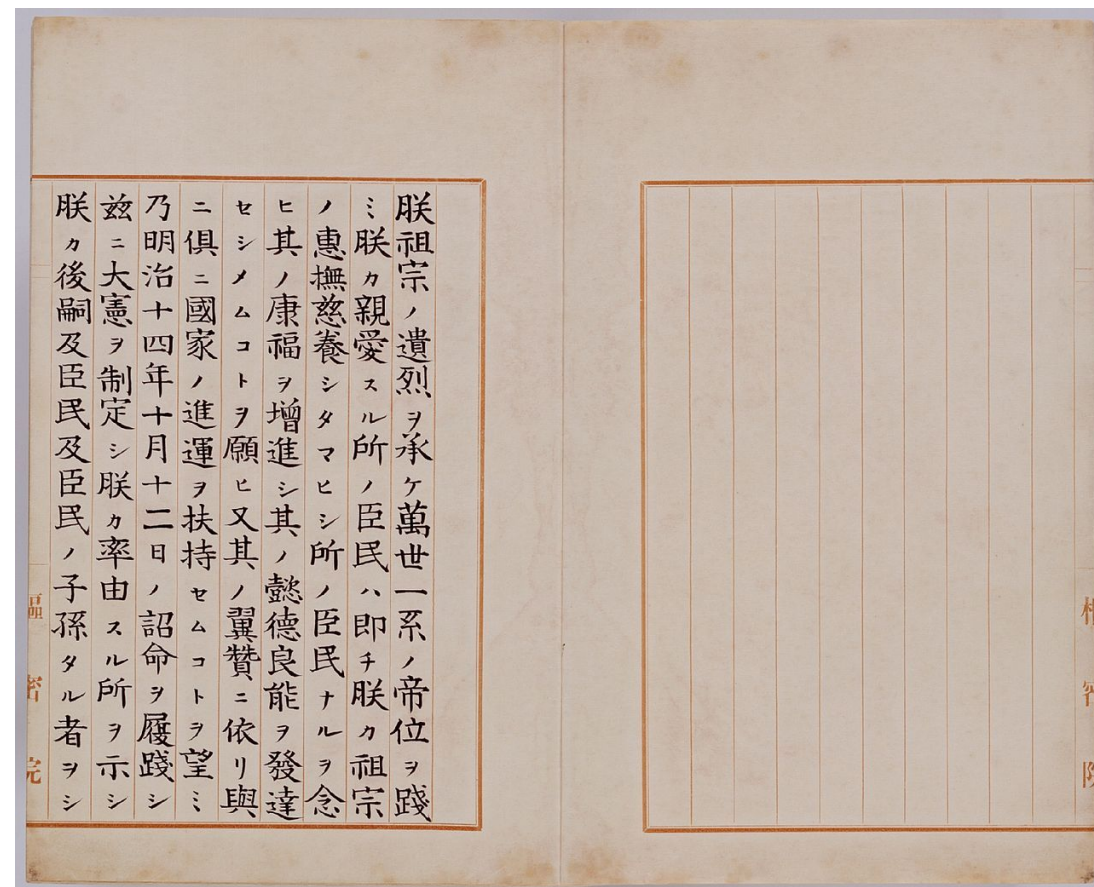 朕祖宗ノ遺烈ヲ承ケ萬世一系ノ帝位ヲ踐
ミ朕カ親愛スル所ノ臣民ハ即チ朕カ祖宗
ノ惠撫慈養シタマヒシ所ノ臣民ナルヲ念
ヒ其ノ康福ヲ增進シ其ノ懿德良能ヲ發達
セシメムコトヲ願ヒ又其ノ翼贊ニ依リ與
ニ俱ニ國家ノ進運ヲ扶持セムコトヲ望ミ
乃明治十四年十月十二日ノ詔命ヲ履踐シ
茲ニ大憲ヲ制定シ朕カ率由スル所ヲ示シ
朕カ後嗣及臣民及臣民ノ子孫タル者ヲシ
樞密院